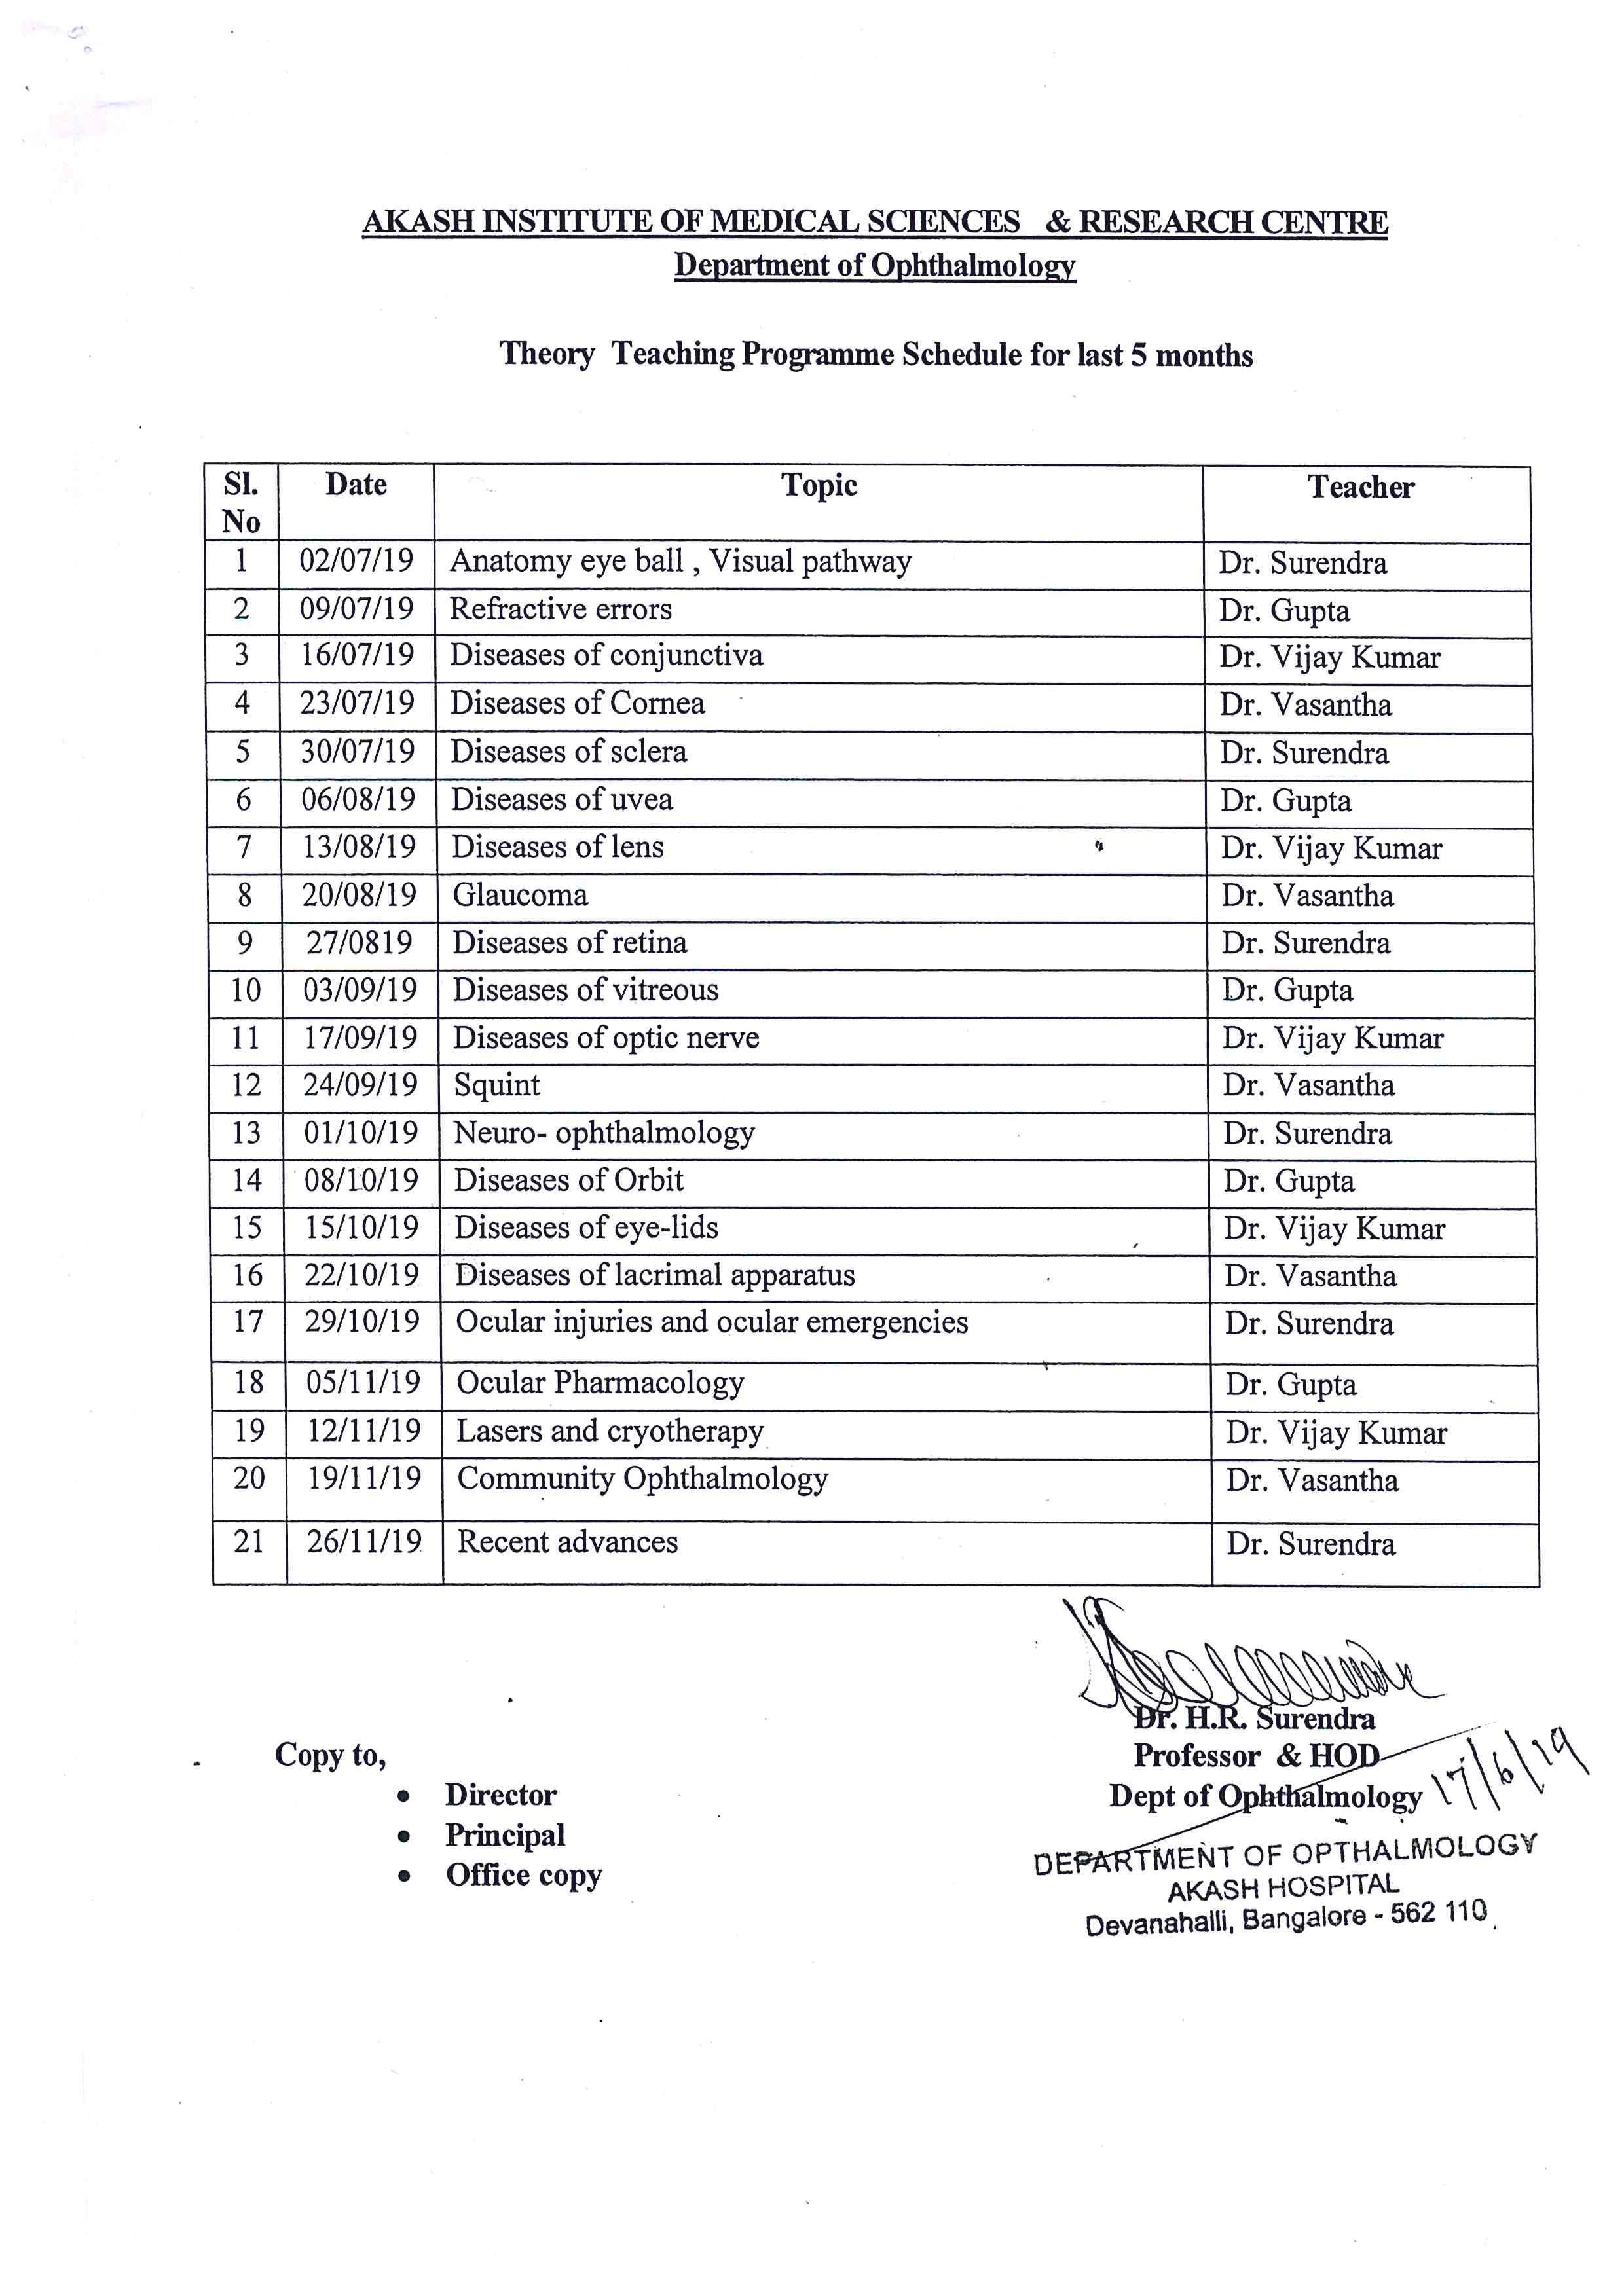 AKASH INSTITUTE OF MEDICAL SCIENCES & RESEARCH CENTRE
Department of Ophthalmology
Theory Teaching Programme Schedule for last 5 months
Sl. No Date Topic Teacher
1 02/07/19 Anatomy eye ball , Visual pathway Dr. Surendra
2 09/07/19 Refractive errors Dr. Gupta
3 16/07/19 Diseases of conjunctiva Dr. Vijay Kumar
4 23/07/19 Diseases of Cornea Dr. Vasantha
5 30/07/19 Diseases of sclera Dr. Surendra
6 06/08/19 Diseases of uvea Dr. Gupta
7 13/08/19 Diseases of lens Dr. Vijay Kumar
8 20/08/19 Glaucoma Dr. Vasantha
9 27/0819 Diseases of retina Dr. Surendra
10 03/09/19 Diseases of vitreous Dr. Gupta
11 17/09/19 Diseases of optic nerve Dr. Vijay Kumar
12 24/09/19 Squint Dr. Vasantha
13 01/10/19 Neuro- ophthalmology Dr. Surendra
14 08/10/19 Diseases of Orbit Dr. Gupta
15 15/10/19 Diseases of eye-lids Dr. Vijay Kumar
16 22/10/19 Diseases of lacrimal apparatus Dr. Vasantha
17 29/10/19 Ocular injuries and ocular emergencies Dr. Surendra
18 05/11/19 Ocular Pharmacology Dr. Gupta
19 12/11/19 Lasers and cryotherapy Dr. Vijay Kumar
20 19/11/19 Community Ophthalmology Dr. Vasantha
21 26/11/19 Recent advances Dr. Surendra
Dr. H.R. Surendra
Professor & HOD
Dept of Ophthalmology 17/6/19
DEPARTMENT OF OPTHALMOLOGY
AKASH HOSPITAL
Devanahalli, Bangalore - 562 110
Copy to,
• Director
• Principal
• Office copy